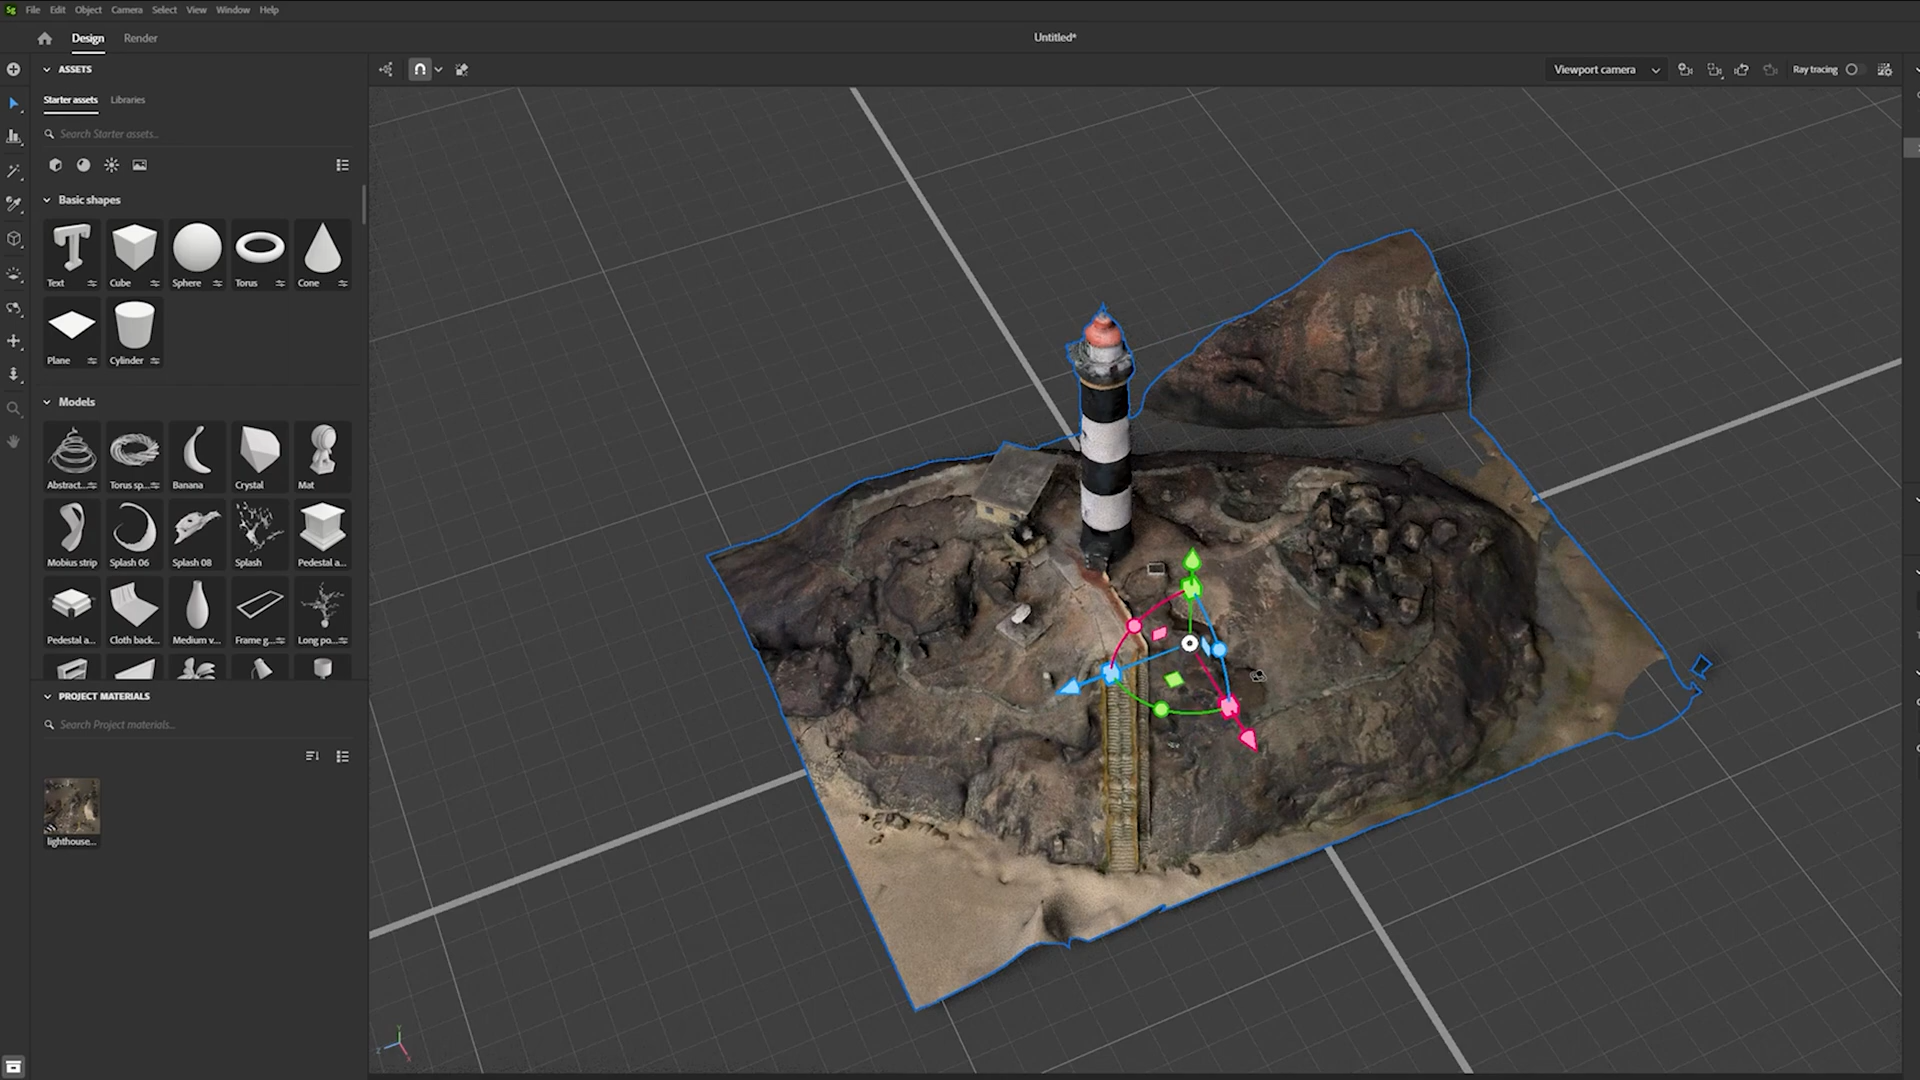 Sg File Edit Object Camera Select View Window Help
Design Render Untitled*
ASSETS
Viewport camera Ray tracing
Starter assets Libraries
Search Starter assets...
Basic shapes
Text Cube Sphere Torus Cone
Plane Cylinder
Models
Abstract... Torus sp... Banana Crystal Mat
Mobius strip Splash 06 Splash 08 Splash Pedestal a...
Pedestal a... Cloth back... Medium v... Frame g... Long po...
PROJECT MATERIALS
Search Project materials...
lighthouse...
Y
Z X